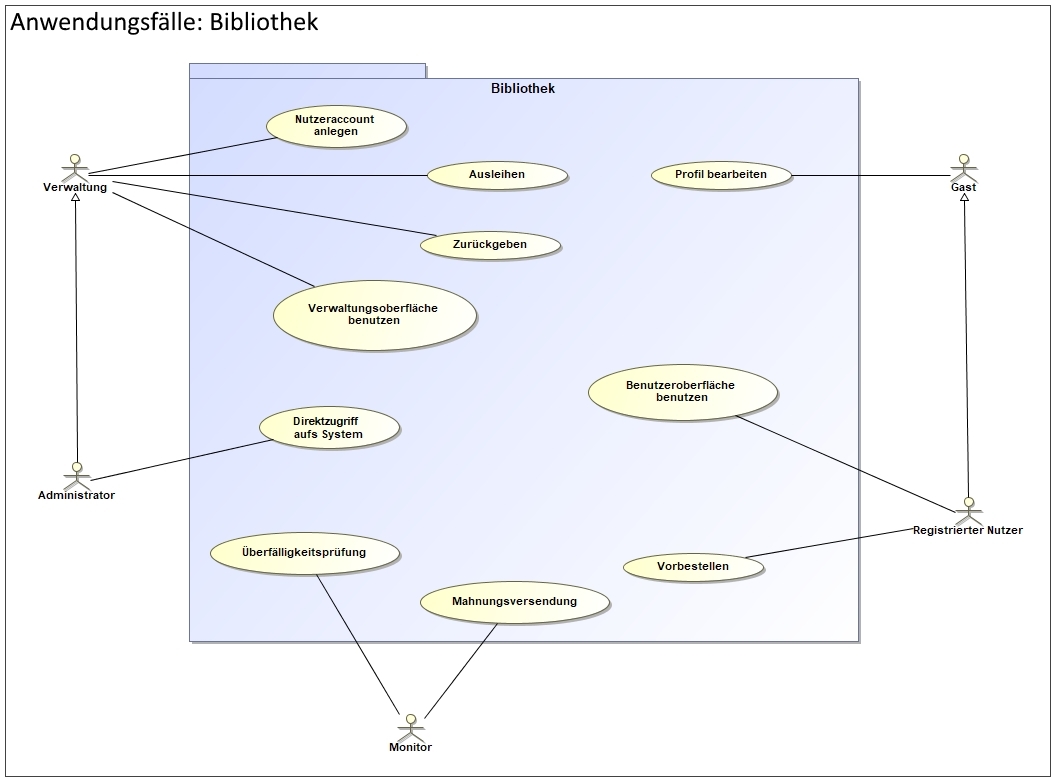 Anwendungsfälle: Bibliothek
Bibliothek
Nutzeraccount
anlegen
Verwaltung
Ausleihen
Profil bearbeiten
Gast
Zurückgeben
Verwaltungsoberfläche
benutzen
Benutzeroberfläche
benutzen
Direktzugriff
aufs System
Administrator
Registrierter Nutzer
Überfälligkeitsprüfung
Vorbestellen
Mahnungsversendung
Monitor